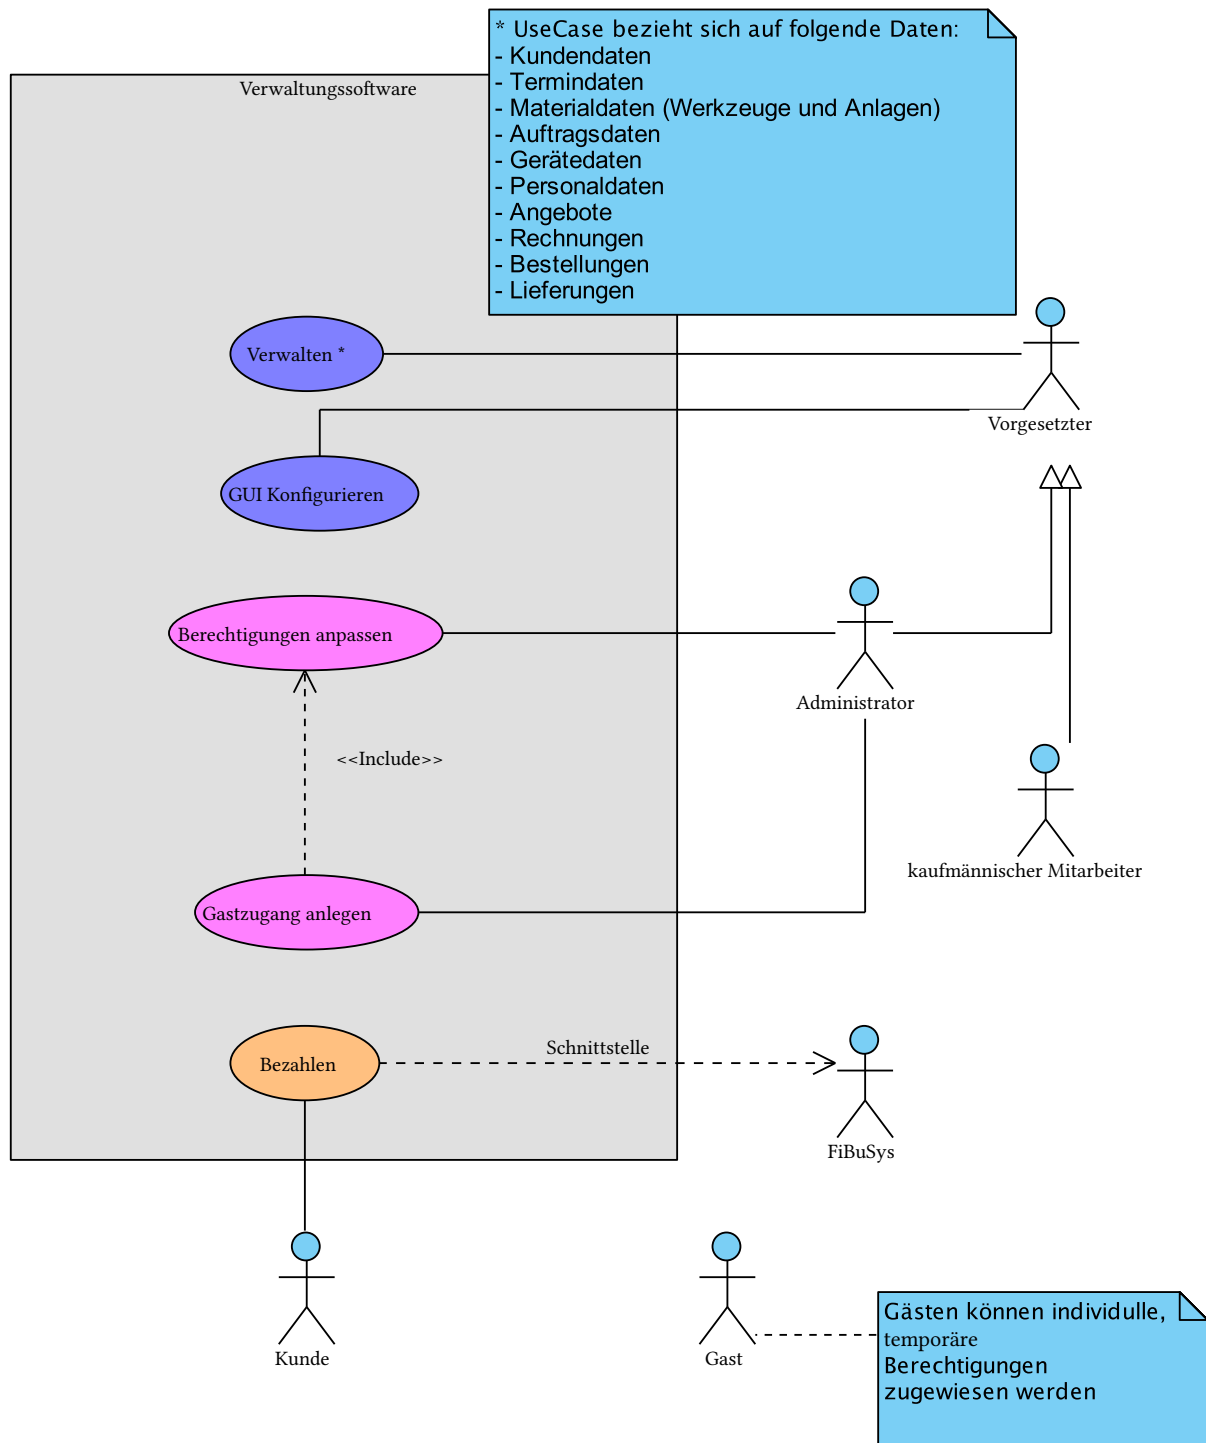 * UseCase bezieht sich auf folgende Daten:
- Kundendaten
- Termindaten
- Materialdaten (Werkzeuge und Anlagen)
- Auftragsdaten
- Gerätedaten
- Personaldaten
- Angebote
- Rechnungen
- Bestellungen
- Lieferungen
Verwaltungssoftware
Verwalten *
Vorgesetzter
GUI Konfigurieren
Berechtigungen anpassen
Administrator
<<Include>>
kaufmännischer Mitarbeiter
Gastzugang anlegen
Schnittstelle
Bezahlen
FiBuSys
Kunde
Gast
Gästen können individulle,
temporäre
Berechtigungen
zugewiesen werden